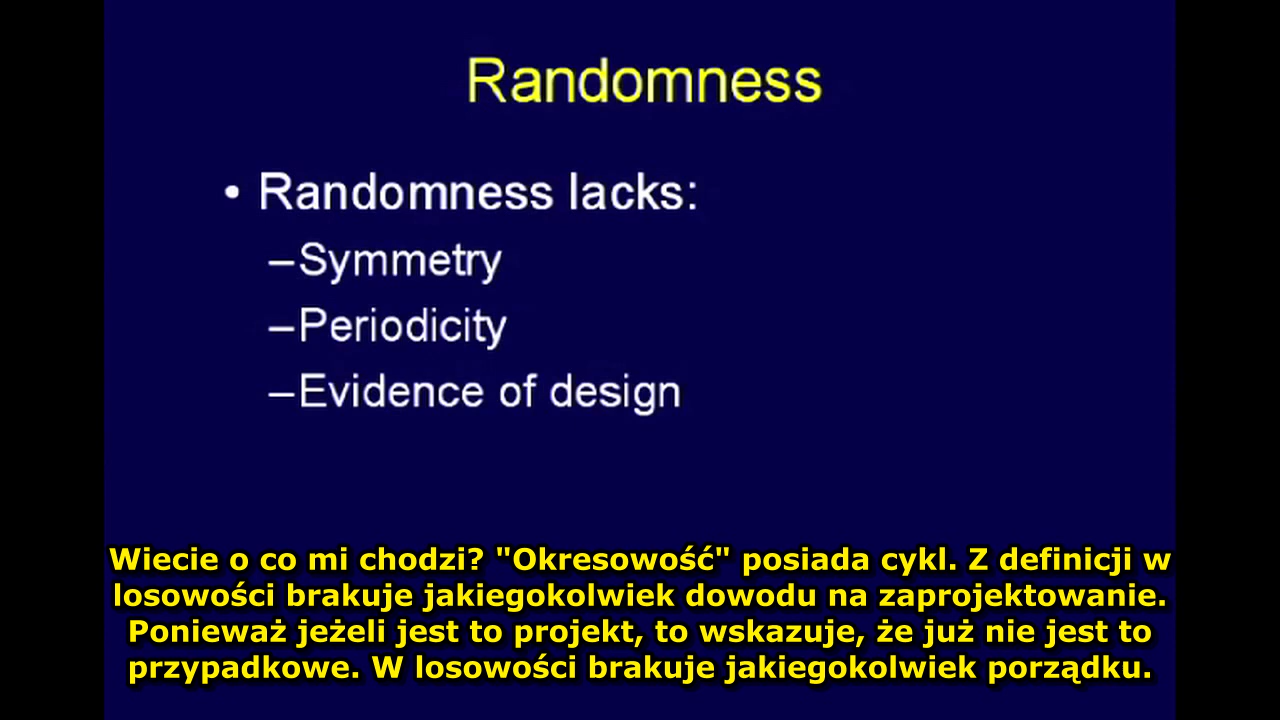 Randomness
• Randomness lacks:
–Symmetry
–Periodicity
–Evidence of design
Wiecie o co mi chodzi? "Okresowość" posiada cykl. Z definicji w
losowości brakuje jakiegokolwiek dowodu na zaprojektowanie.
Ponieważ jeżeli jest to projekt, to wskazuje, że już nie jest to
przypadkowe. W losowości brakuje jakiegokolwiek porządku.